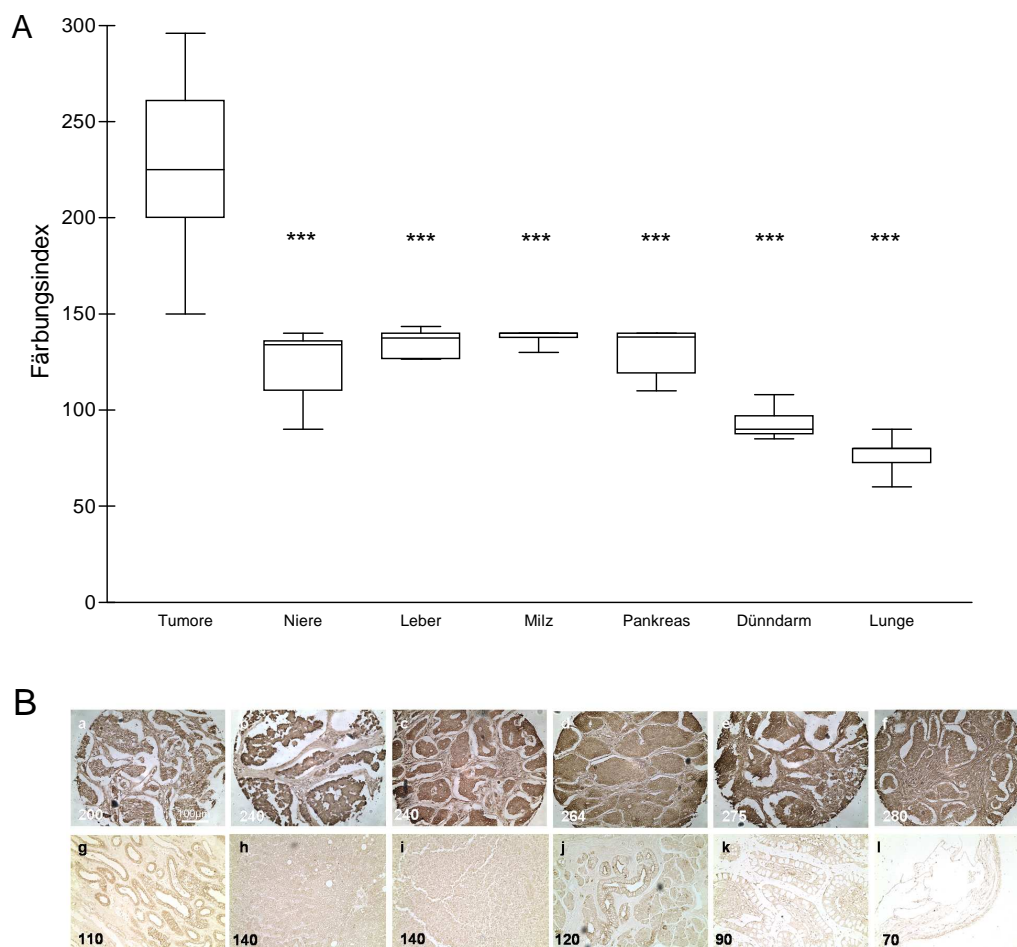 A
300
250
200
150
100
50
0
Färbungsindex
*** *** *** *** *** ***
Tumore Niere Leber Milz Pankreas Dünndarm Lunge
B
a b c d e f
200 100µm 240 240 264 275 280
g h i j k l
110 140 140 120 90 70